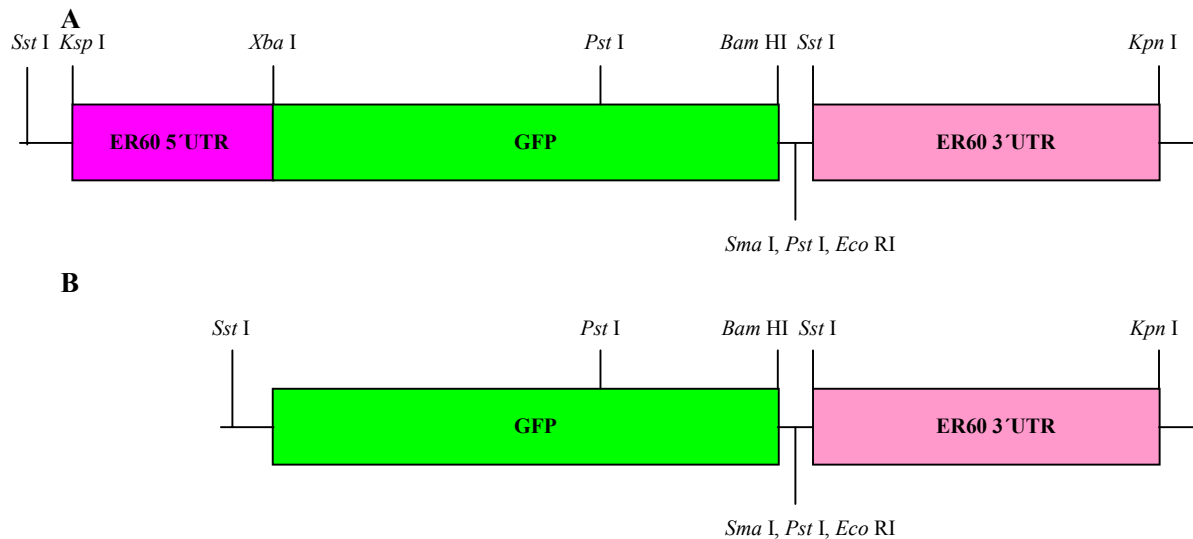 A
Sst I Ksp I Xba I Pst I Bam HI Sst I Kpn I
ER60 5´UTR GFP ER60 3´UTR
Sma I, Pst I, Eco RI
B
Sst I Pst I Bam HI Sst I Kpn I
GFP ER60 3´UTR
Sma I, Pst I, Eco RI